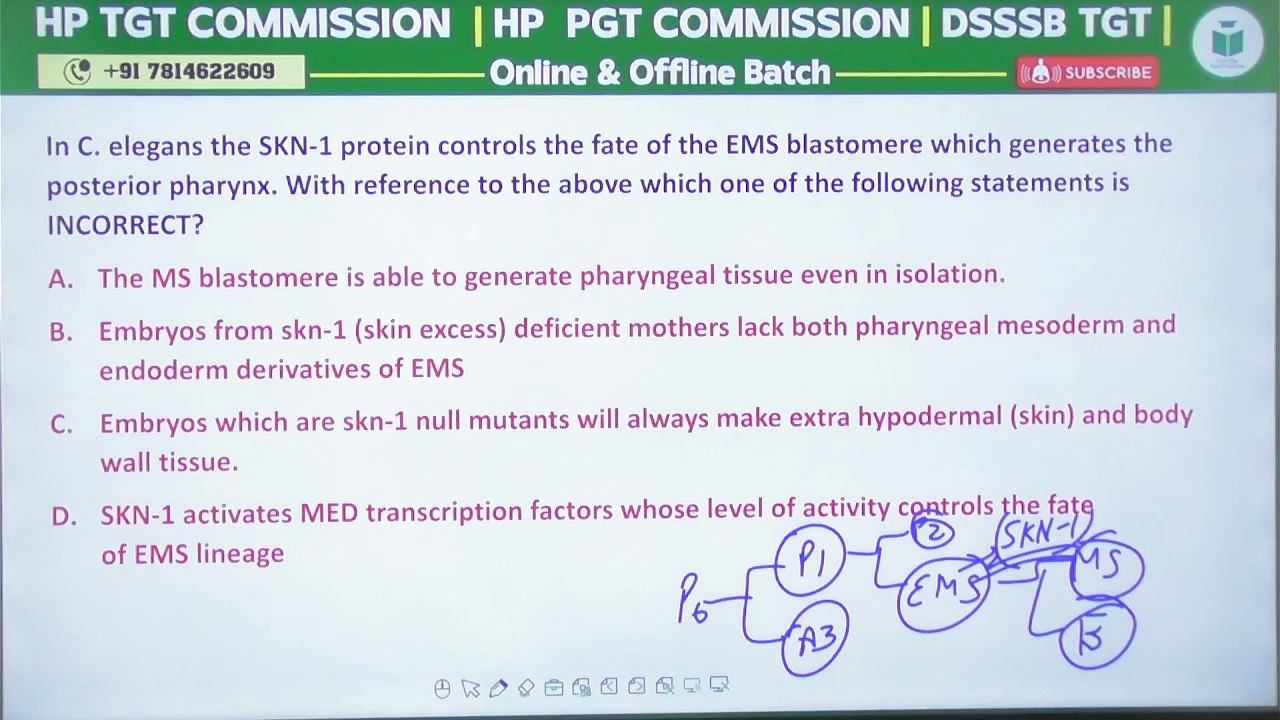 HP TGT COMMISSION | HP PGT COMMISSION | DSSSB TGT |
+91 7814622609 Online & Offline Batch SUBSCRIBE
In C. elegans the SKN-1 protein controls the fate of the EMS blastomere which generates the
posterior pharynx. With reference to the above which one of the following statements is
INCORRECT?
A. The MS blastomere is able to generate pharyngeal tissue even in isolation.
B. Embryos from skn-1 (skin excess) deficient mothers lack both pharyngeal mesoderm and
endoderm derivatives of EMS
C. Embryos which are skn-1 null mutants will always make extra hypodermal (skin) and body
wall tissue.
D. SKN-1 activates MED transcription factors whose level of activity controls the fate
of EMS lineage
P2 SKN-1
P1 MS
EMS
E